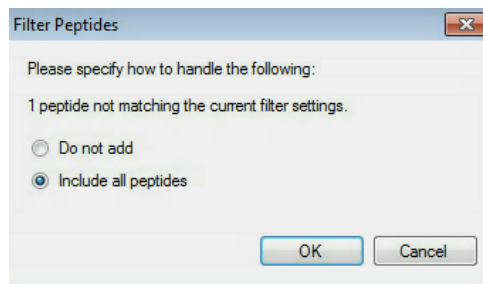 Filter Peptides
Please specify how to handle the following:
1 peptide not matching the current filter settings.
Do not add
Include all peptides
OK Cancel